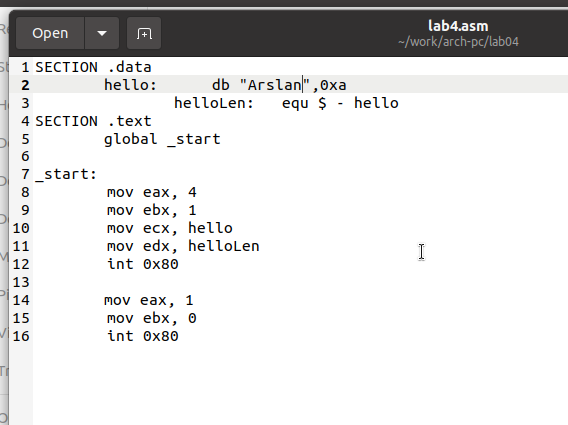 Open
lab4.asm
~/work/arch-pc/lab04
1 SECTION .data
2 hello: db "Arslan",0xa
3 helloLen: equ $ - hello
4 SECTION .text
5 global _start
6
7 _start:
8 mov eax, 4
9 mov ebx, 1
10 mov ecx, hello
11 mov edx, helloLen
12 int 0x80
13
14 mov eax, 1
15 mov ebx, 0
16 int 0x80